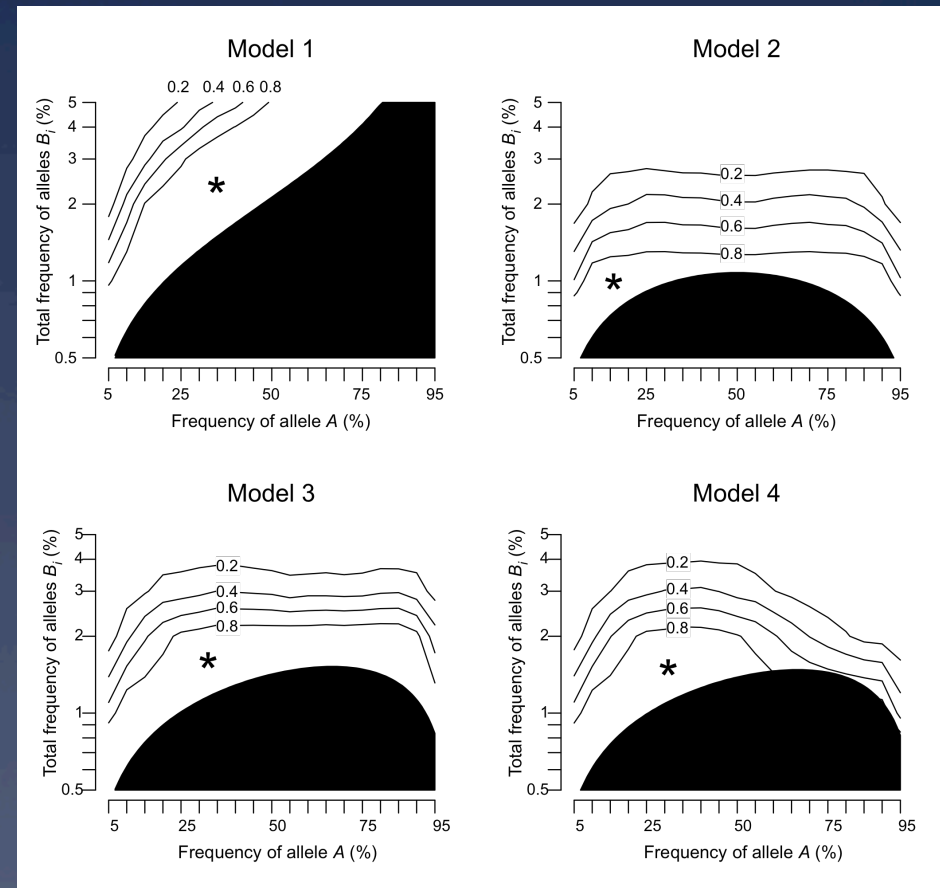 Model 1
0.2 0.4 0.6 0.8
5
4
3
2
1
0.5
Total frequency of alleles Bi (%)
*
5 25 50 75 95
Frequency of allele A (%)
Model 2
5
4
3
2
1
0.5
Total frequency of alleles Bi (%)
0.2
0.4
0.6
0.8
*
5 25 50 75 95
Frequency of allele A (%)
Model 3
5
4
3
2
1
0.5
Total frequency of alleles Bi (%)
0.2
0.4
0.6
0.8
*
5 25 50 75 95
Frequency of allele A (%)
Model 4
5
4
3
2
1
0.5
Total frequency of alleles Bi (%)
0.2
0.4
0.6
0.8
*
5 25 50 75 95
Frequency of allele A (%)